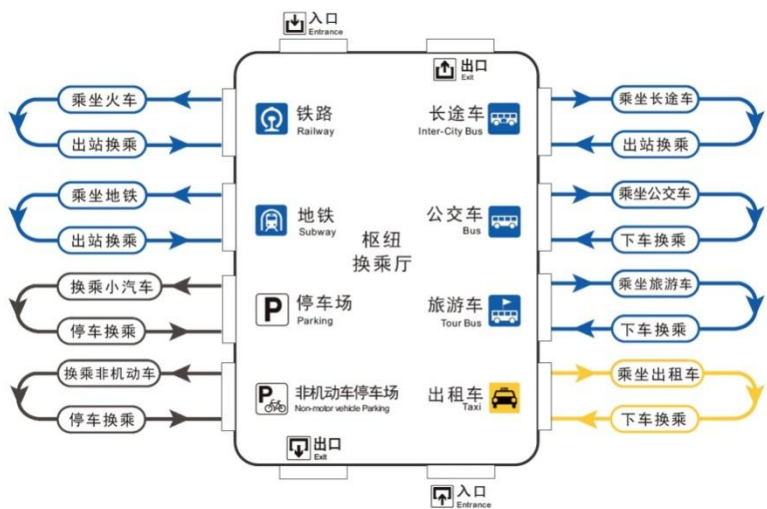 入口
Entrance
出口
Exit
乘坐火车
出站换乘
铁路
Railway
长途车
Inter-City Bus
乘坐长途车
出站换乘
乘坐地铁
出站换乘
地铁
Subway
公交车
Bus
乘坐公交车
下车换乘
枢纽
换乘厅
换乘小汽车
停车换乘
P
停车场
Parking
旅游车
Tour Bus
乘坐旅游车
下车换乘
换乘非机动车
停车换乘
P
非机动车停车场
Non-motor vehicle Parking
出租车
Taxi
乘坐出租车
下车换乘
出口
Exit
入口
Entrance